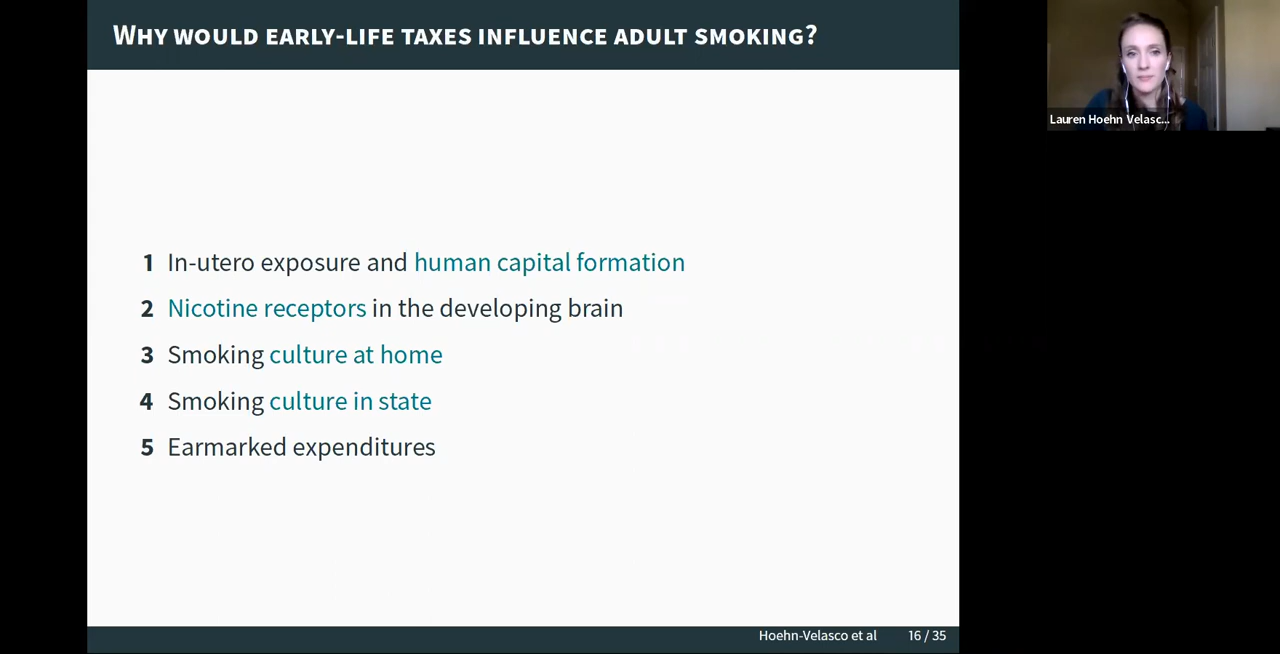 Why would early-life taxes influence adult smoking?
1 In-utero exposure and human capital formation
2 Nicotine receptors in the developing brain
3 Smoking culture at home
4 Smoking culture in state
5 Earmarked expenditures
Hoehn-Velasco et al 16 / 35
Lauren Hoehn Velasc...